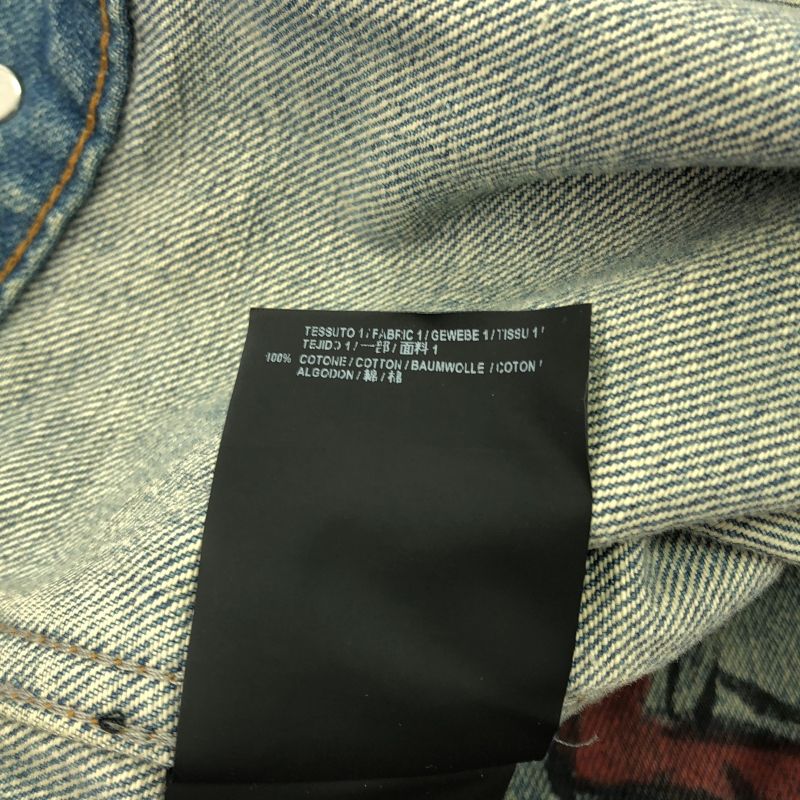 TESSUTO 1 / FABRIC 1 / GEWEBE 1 / TISSU 1 /
TEJIDO 1 / 一部 / 面料 1
100% COTONE / COTTON / BAUMWOLLE / COTON /
ALGODON / 綿 / 棉